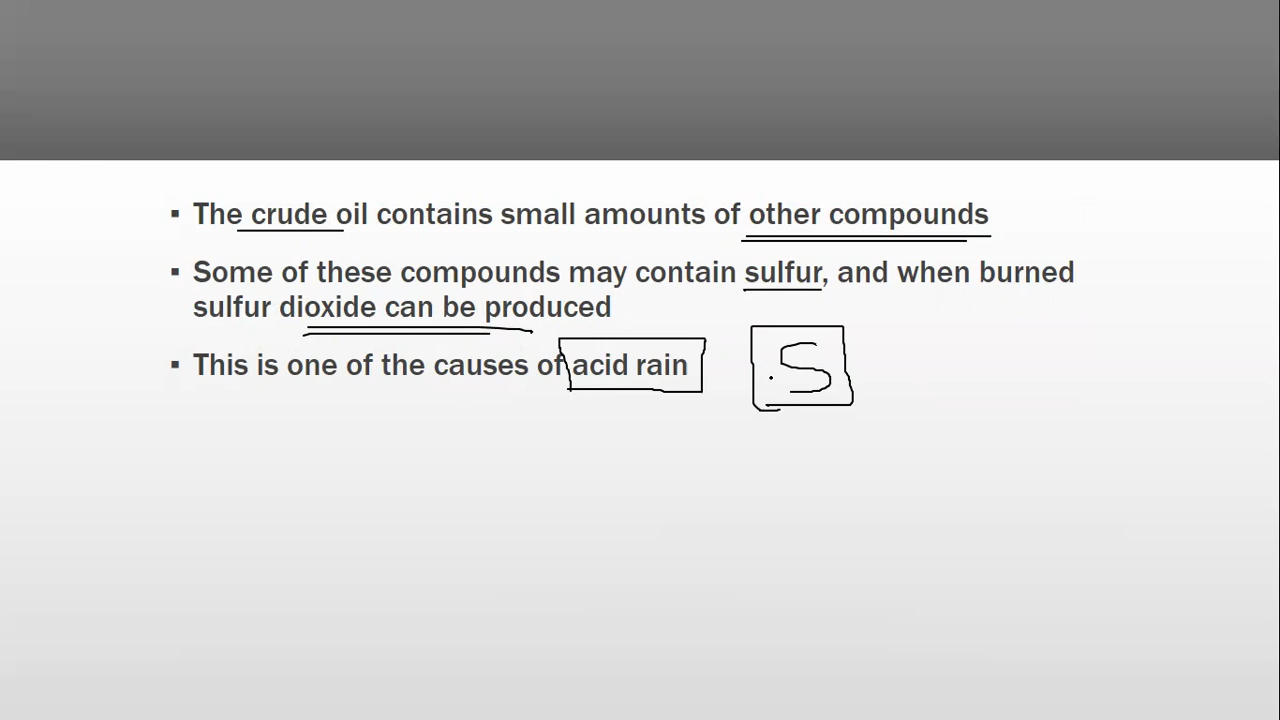 ▪ The crude oil contains small amounts of other compounds
▪ Some of these compounds may contain sulfur, and when burned
sulfur dioxide can be produced
▪ This is one of the causes of acid rain
S